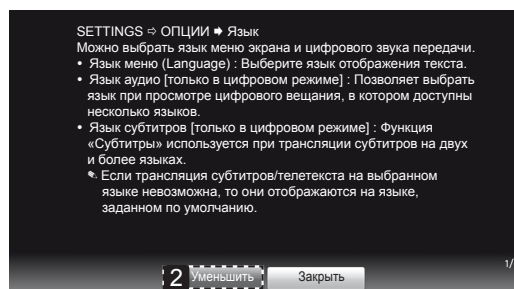 SETTINGS ⇨ ОПЦИИ ➧ Язык
Можно выбрать язык меню экрана и цифрового звука передачи.
• Язык меню (Language) : Выберите язык отображения текста.
• Язык аудио [только в цифровом режиме] : Позволяет выбрать
язык при просмотре цифрового вещания, в котором доступны
несколько языков.
• Язык субтитров [только в цифровом режиме] : Функция
«Субтитры» используется при трансляции субтитров на двух
и более языках.
✎ Если трансляция субтитров/телетекста на выбранном
языке невозможна, то они отображаются на языке,
заданном по умолчанию.
1/
2 Уменьшить Закрыть